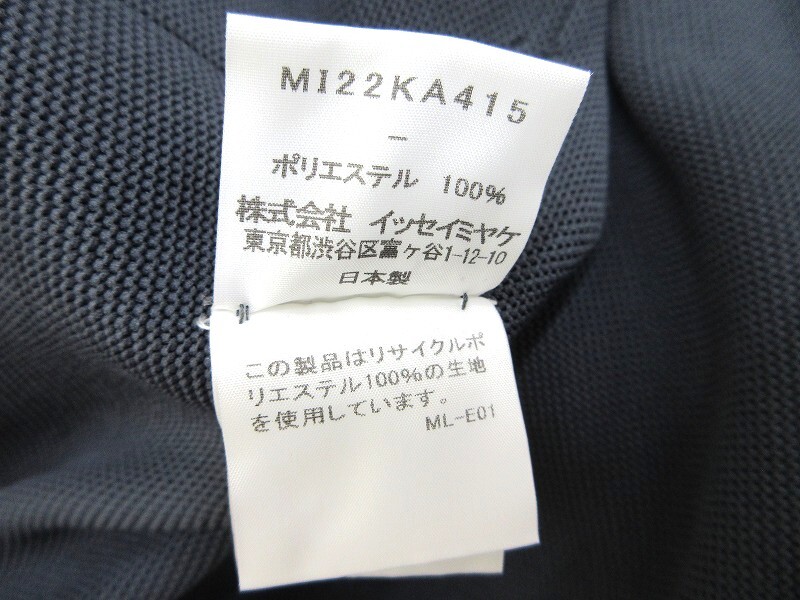 MI22KA415
—
ポリエステル 100%
株式会社 イッセイミヤケ
東京都渋谷区富ヶ谷1-12-10
日本製
この製品はリサイクルポ
リエステル100%の生地
を使用しています。
ML-E01